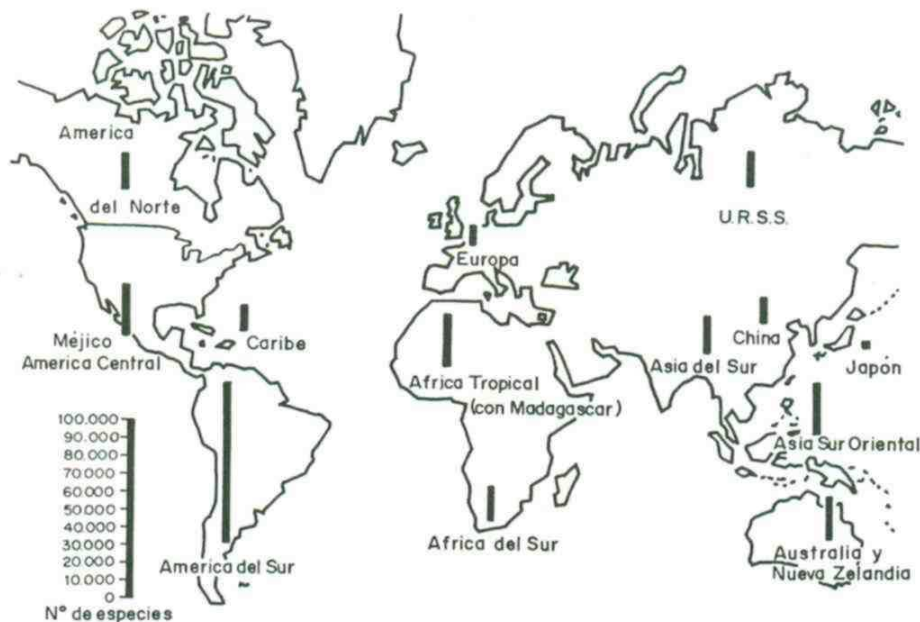 America
del Norte
U.R.S.S.
Europa
Méjico
America Central
Caribe
Africa Tropical
(con Madagascar)
Asia del Sur
China
Japón
Asia Sur Oriental
America del Sur
Africa del Sur
Australia y
Nueva Zelandia
100.000
90.000
80.000
70.000
60.000
50.000
40.000
30.000
20.000
10.000
0
N° de especies